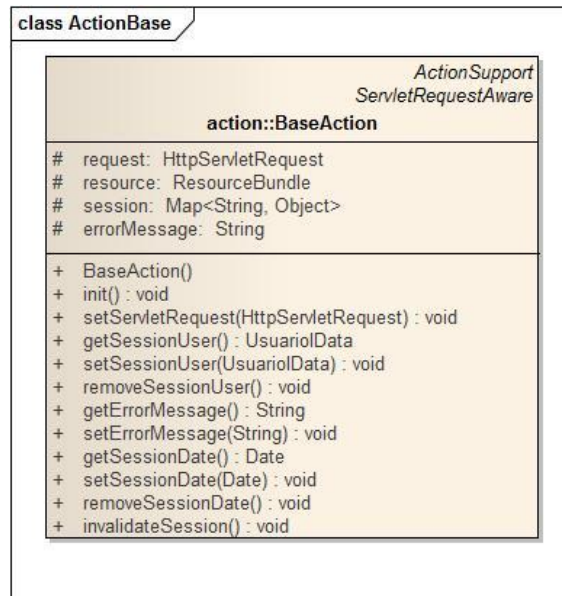 class ActionBase
ActionSupport
ServletRequestAware
action::BaseAction
# request: HttpServletRequest
# resource: ResourceBundle
# session: Map<String, Object>
# errorMessage: String
+ BaseAction()
+ init() : void
+ setServletRequest(HttpServletRequest) : void
+ getSessionUser() : UsuarioIData
+ setSessionUser(UsuarioIData) : void
+ removeSessionUser() : void
+ getErrorMessage() : String
+ setErrorMessage(String) : void
+ getSessionDate() : Date
+ setSessionDate(Date) : void
+ removeSessionDate() : void
+ invalidateSession() : void